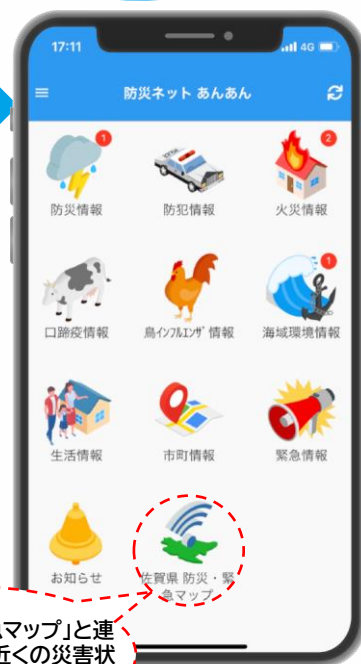 17:11
4G
防災ネット あんあん
1
2
防災情報
防犯情報
火災情報
1
口蹄疫情報
鳥インフルエンザ情報
海域環境情報
生活情報
市町情報
緊急情報
お知らせ
佐賀県 防災・緊
急マップ
急マップ」と連
近くの災害状